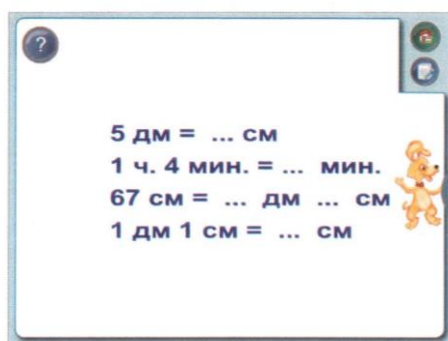 ?
5 дм = ... см
1 ч. 4 мин. = ... мин.
67 см = ... дм ... см
1 дм 1 см = ... см